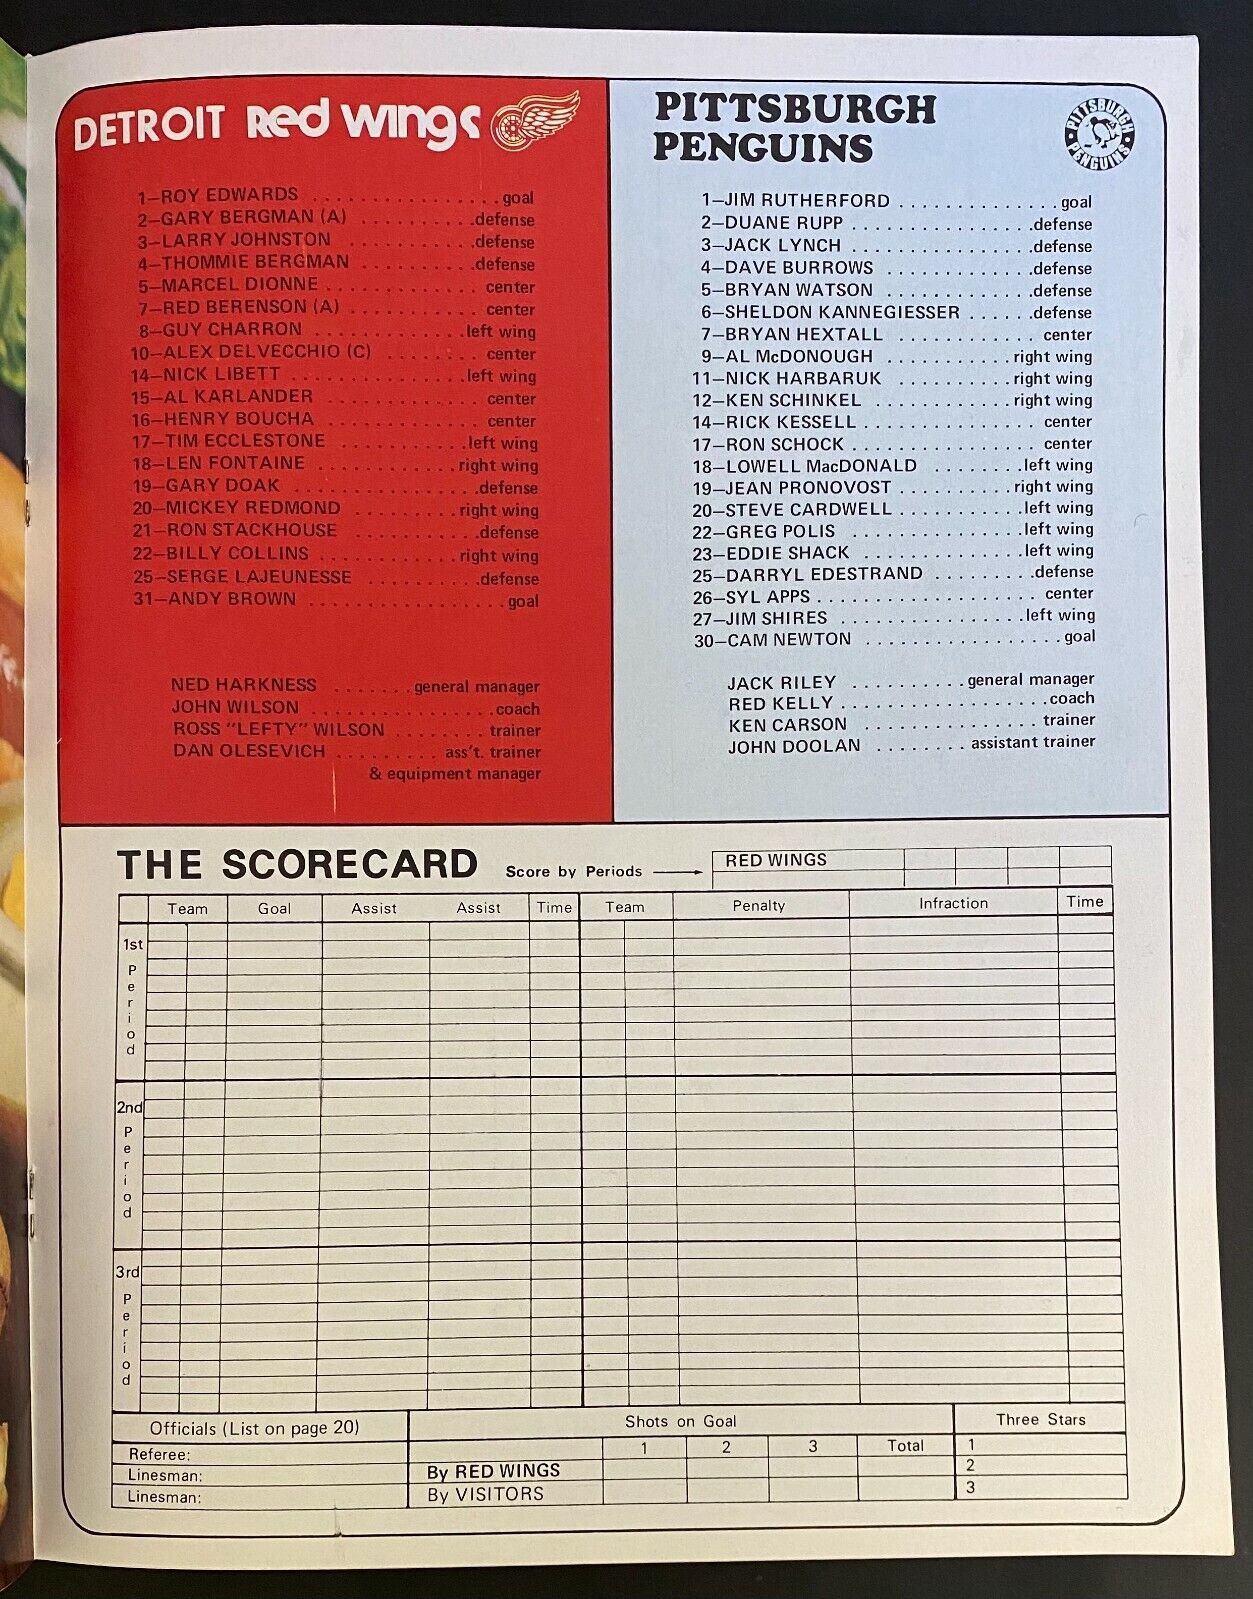 DETROIT Red Wings
1—ROY EDWARDS . . . . . . . . . . . . . . . . goal
2—GARY BERGMAN (A) . . . . . . . . . . defense
3—LARRY JOHNSTON . . . . . . . . . . . defense
4—THOMMIE BERGMAN . . . . . . . . . . defense
5—MARCEL DIONNE . . . . . . . . . . . . . center
7—RED BERENSON (A) . . . . . . . . . . . center
8—GUY CHARRON . . . . . . . . . . . . . left wing
10—ALEX DELVECCHIO (C) . . . . . . . . center
14—NICK LIBETT . . . . . . . . . . . . . . . left wing
15—AL KARLANDER . . . . . . . . . . . . center
16—HENRY BOUCHA . . . . . . . . . . . . center
17—TIM ECCLESTONE . . . . . . . . . . . left wing
18—LEN FONTAINE . . . . . . . . . . . . right wing
19—GARY DOAK . . . . . . . . . . . . . . . . defense
20—MICKEY REDMOND . . . . . . . . . . right wing
21—RON STACKHOUSE . . . . . . . . . . . defense
22—BILLY COLLINS . . . . . . . . . . . . right wing
25—SERGE LAJEUNESSE . . . . . . . . . . defense
31—ANDY BROWN . . . . . . . . . . . . . . . . . goal
NED HARKNESS . . . . . . . general manager
JOHN WILSON . . . . . . . . . . . . . . . coach
ROSS "LEFTY" WILSON . . . . . . . . trainer
DAN OLESEVICH . . . . . . . . . ass't. trainer
& equipment manager
PITTSBURGH
PENGUINS
PITTSBURGH PENGUINS
1—JIM RUTHERFORD . . . . . . . . . . . . . . goal
2—DUANE RUPP . . . . . . . . . . . . . . . . defense
3—JACK LYNCH . . . . . . . . . . . . . . . . defense
4—DAVE BURROWS . . . . . . . . . . . . . defense
5—BRYAN WATSON . . . . . . . . . . . . . defense
6—SHELDON KANNEGIESSER . . . . . . defense
7—BRYAN HEXTALL . . . . . . . . . . . . center
9—AL McDONOUGH . . . . . . . . . . . right wing
11—NICK HARBARUK . . . . . . . . . . right wing
12—KEN SCHINKEL . . . . . . . . . . . . right wing
14—RICK KESSELL . . . . . . . . . . . . . . center
17—RON SCHOCK . . . . . . . . . . . . . . . center
18—LOWELL MacDONALD . . . . . . . . left wing
19—JEAN PRONOVOST . . . . . . . . . . right wing
20—STEVE CARDWELL . . . . . . . . . . . left wing
22—GREG POLIS . . . . . . . . . . . . . . . left wing
23—EDDIE SHACK . . . . . . . . . . . . . . left wing
25—DARRYL EDESTRAND . . . . . . . . . defense
26—SYL APPS . . . . . . . . . . . . . . . . . . center
27—JIM SHIRES . . . . . . . . . . . . . . . . left wing
30—CAM NEWTON . . . . . . . . . . . . . . . . . goal
JACK RILEY . . . . . . . . . . general manager
RED KELLY . . . . . . . . . . . . . . . . . . . coach
KEN CARSON . . . . . . . . . . . . . . . trainer
JOHN DOOLAN . . . . . . . . assistant trainer
THE SCORECARD Score by Periods RED WINGS
Team Goal Assist Assist Time Team Penalty Infraction Time
1st Period
2nd Period
3rd Period
Officials (List on page 20) Shots on Goal Three Stars
Referee: 1 2 3 Total 1
Linesman: By RED WINGS 2
Linesman: By VISITORS 3